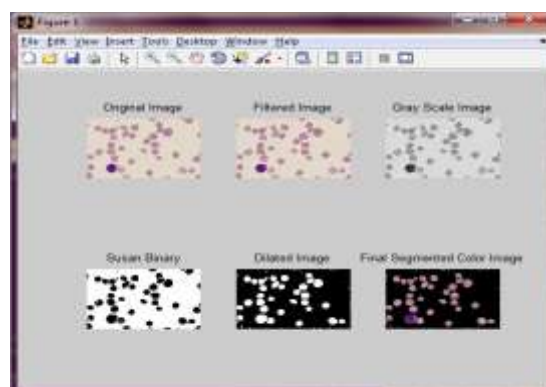 Figure 1
File Edit View Insert Tools Desktop Window Help
Original Image Filtered Image Gray Scale Image
Susan Binary Dilated Image Final Segmented Color Image